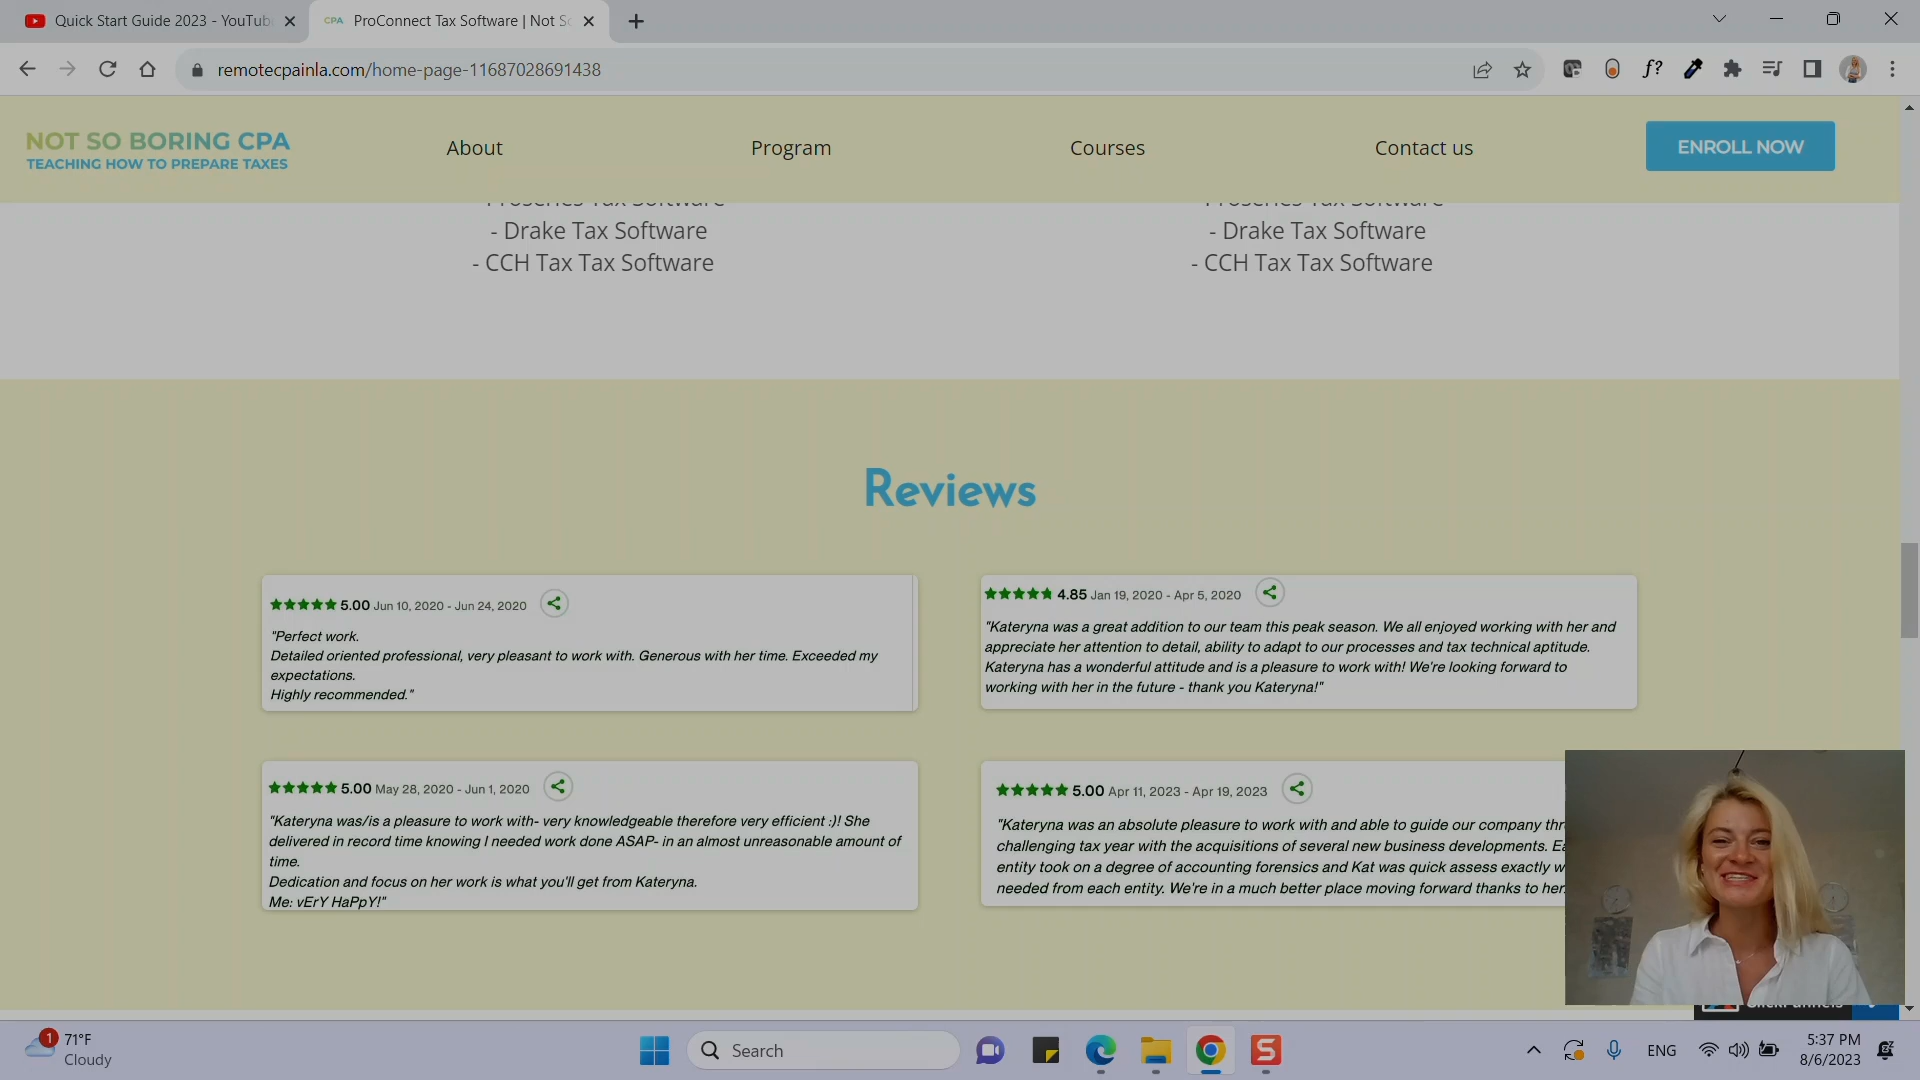 Quick Start Guide 2023 - YouTub
ProConnect Tax Software | Not S
remotecpainla.com/home-page-11687028691438
NOT SO BORING CPA
TEACHING HOW TO PREPARE TAXES
About
Program
Courses
Contact us
ENROLL NOW
- Drake Tax Software
- CCH Tax Tax Software
- Drake Tax Software
- CCH Tax Tax Software
Reviews
5.00 Jun 10, 2020 - Jun 24, 2020
"Perfect work.
Detailed oriented professional, very pleasant to work with. Generous with her time. Exceeded my
expectations.
Highly recommended."
4.85 Jan 19, 2020 - Apr 5, 2020
"Kateryna was a great addition to our team this peak season. We all enjoyed working with her and
appreciate her attention to detail, ability to adapt to our processes and tax technical aptitude.
Kateryna has a wonderful attitude and is a pleasure to work with! We're looking forward to
working with her in the future - thank you Kateryna!"
5.00 May 28, 2020 - Jun 1, 2020
"Kateryna was/is a pleasure to work with- very knowledgeable therefore very efficient :)! She
delivered in record time knowing I needed work done ASAP- in an almost unreasonable amount of
time.
Dedication and focus on her work is what you'll get from Kateryna.
Me: vErY HaPpY!"
5.00 Apr 11, 2023 - Apr 19, 2023
"Kateryna was an absolute pleasure to work with and able to guide our company thr
challenging tax year with the acquisitions of several new business developments. Ea
entity took on a degree of accounting forensics and Kat was quick assess exactly w
needed from each entity. We're in a much better place moving forward thanks to her
1
71°F
Cloudy
Search
ENG
5:37 PM
8/6/2023